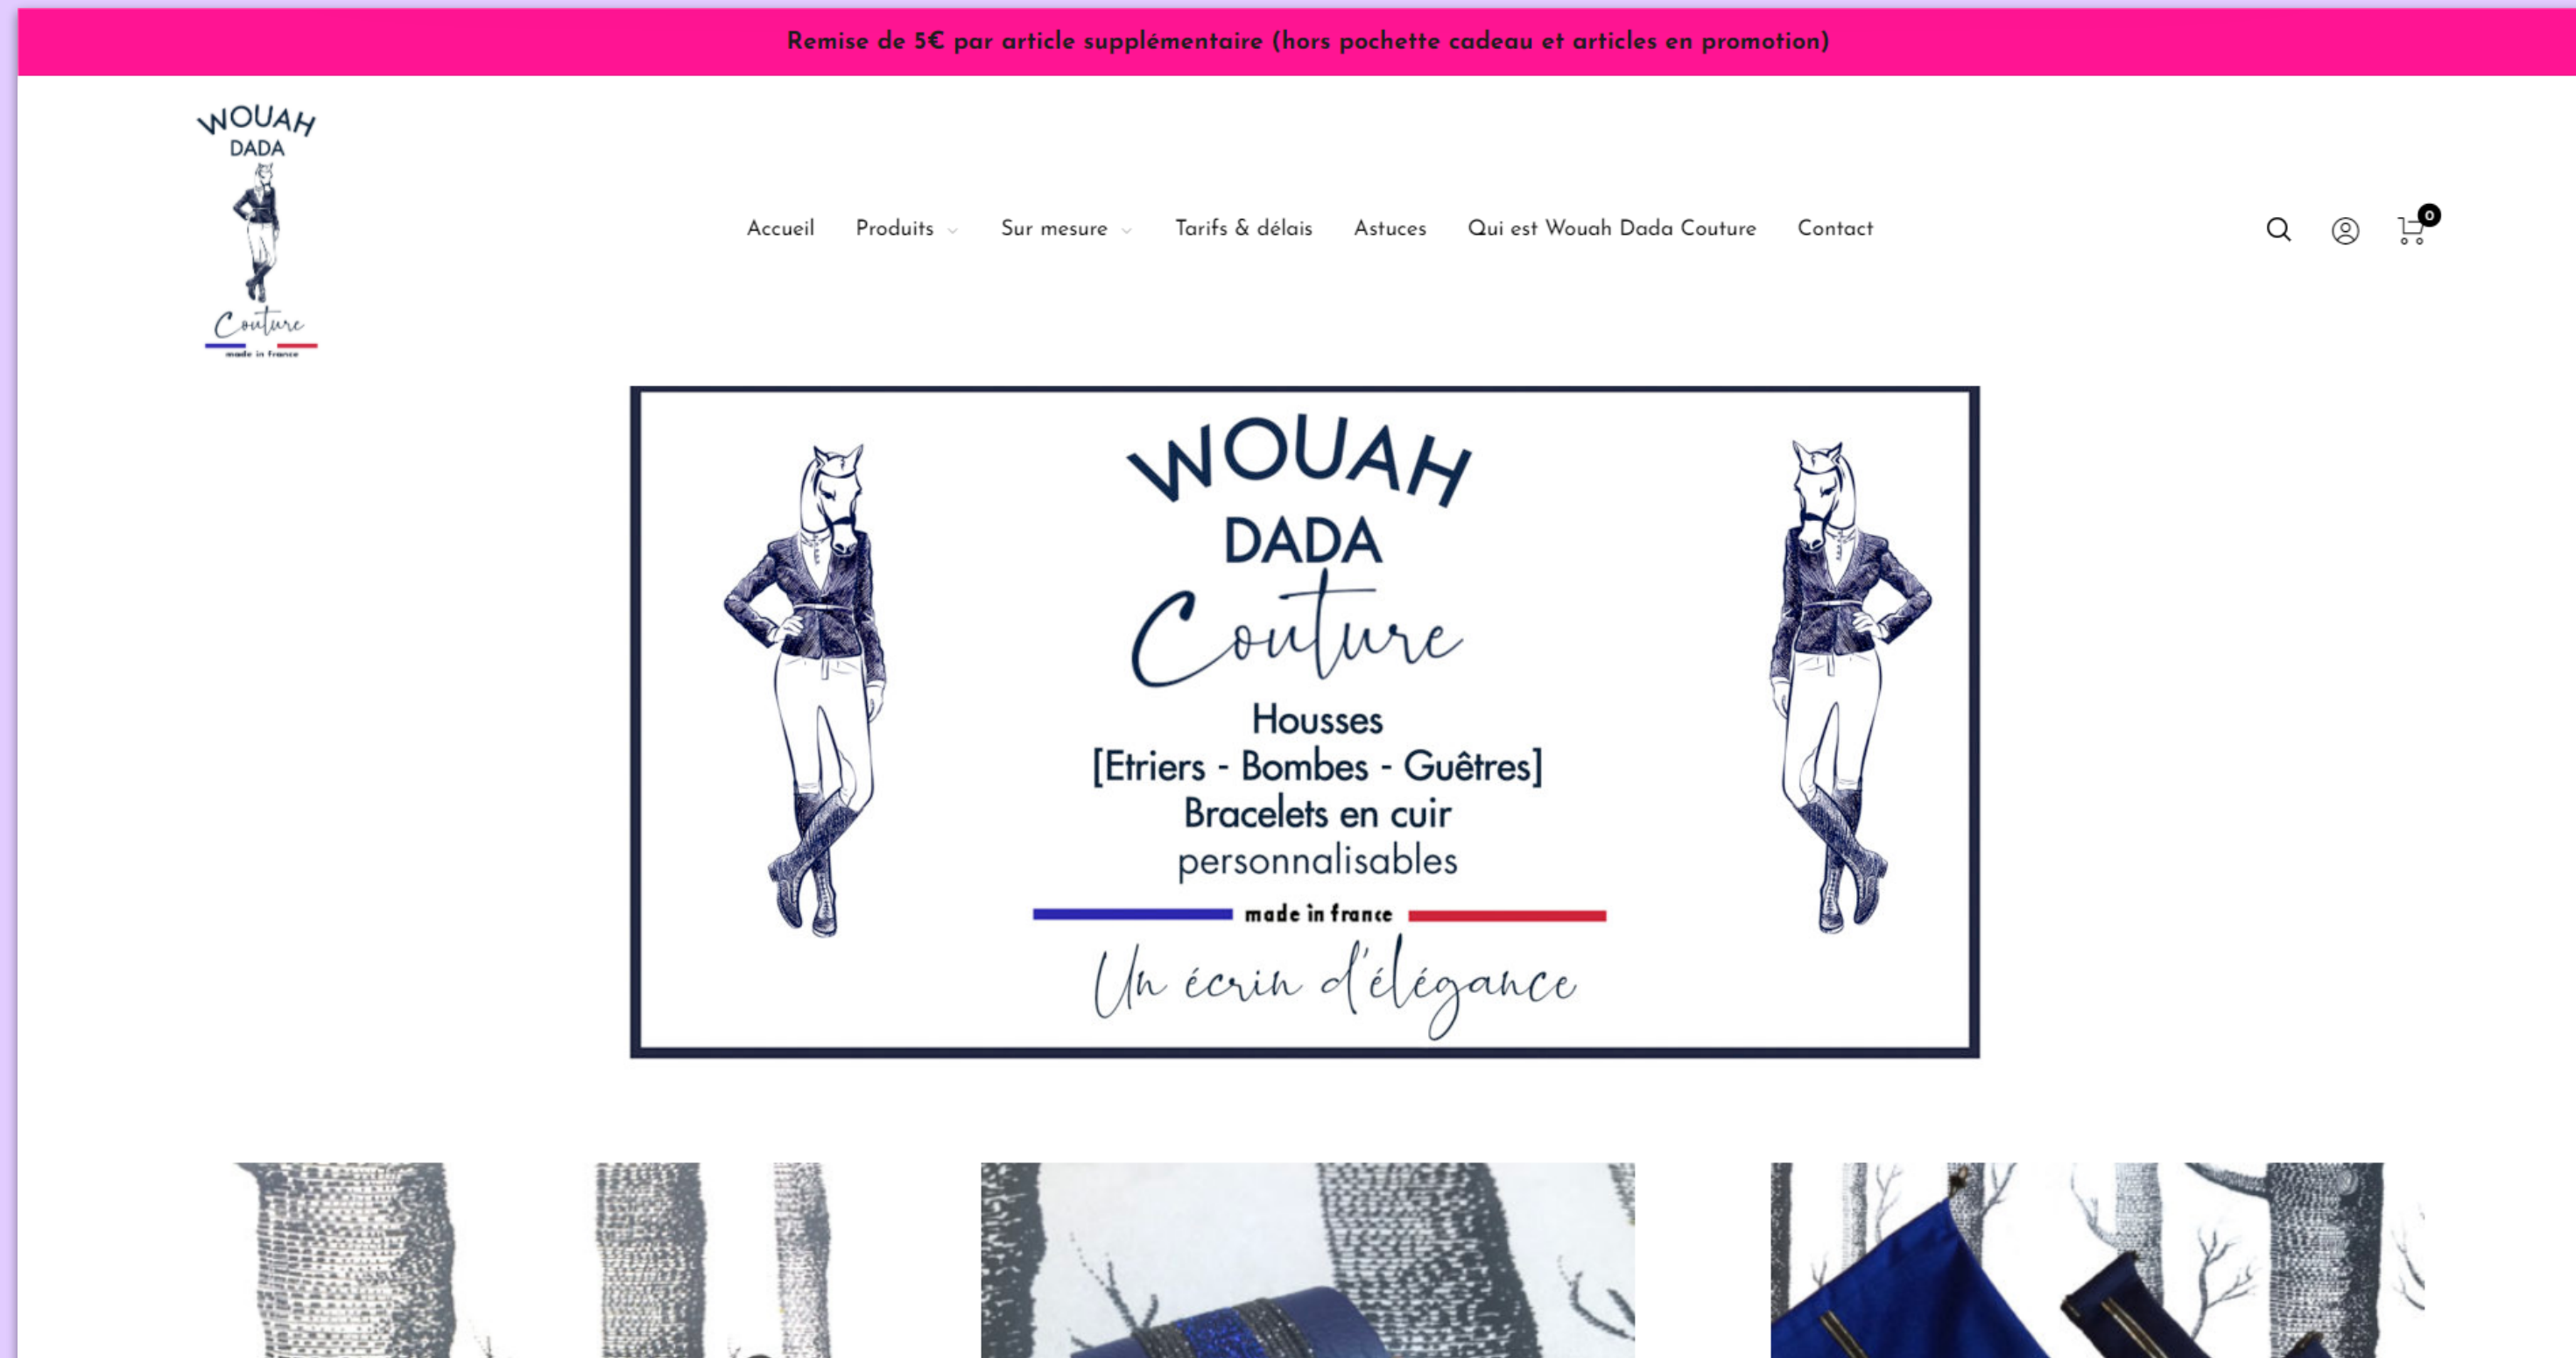 Remise de 5€ par article supplémentaire (hors pochette cadeau et articles en promotion)
WOUAH
DADA
Couture
made in france
Accueil Produits Sur mesure Tarifs & délais Astuces Qui est Wouah Dada Couture Contact
0
WOUAH
DADA
Couture
Housses
[Etriers - Bombes - Guêtres]
Bracelets en cuir
personnalisables
made in france
Un écrin d'élégance